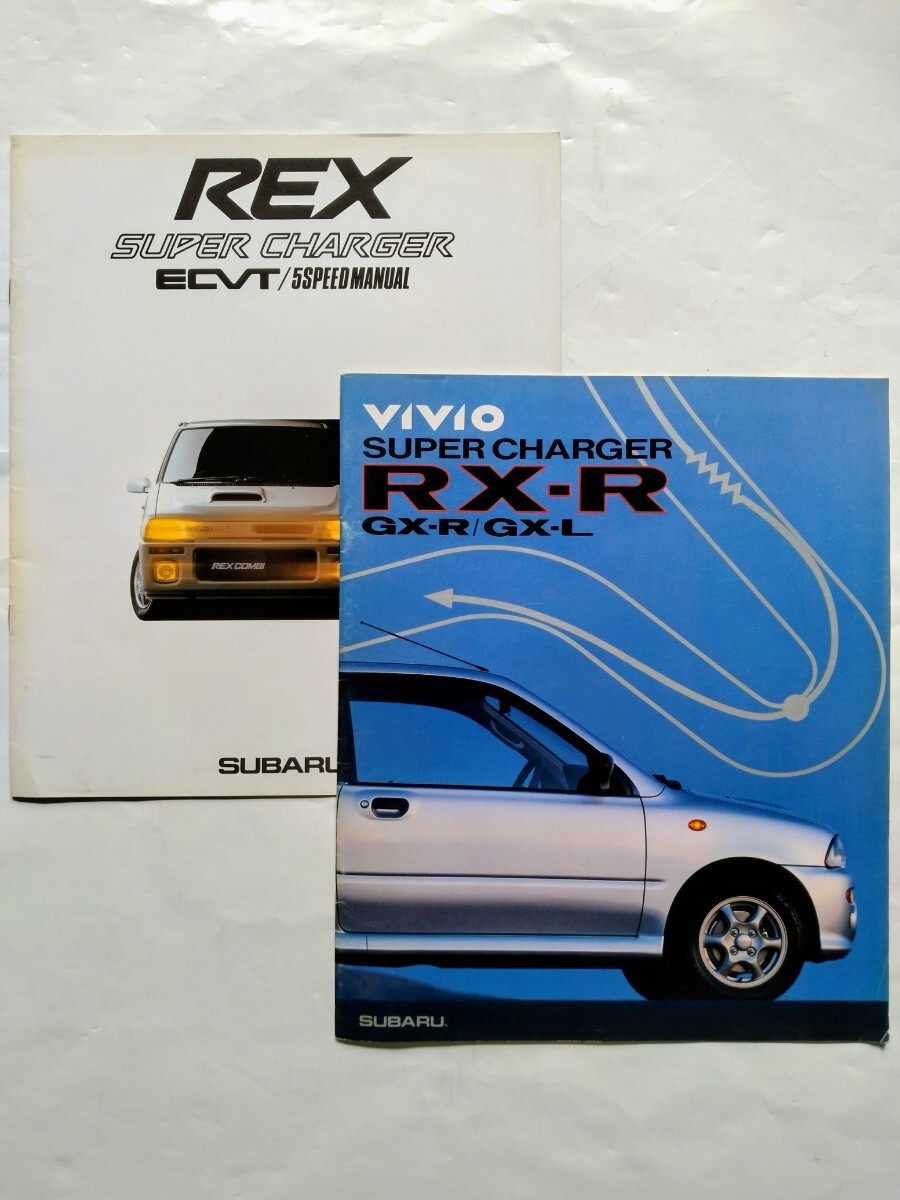 REX
SUPER CHARGER
ECVT/5SPEED MANUAL
REX COMBI
SUBARU
VIVIO
SUPER CHARGER
RX-R
GX-R/GX-L
SUBARU.